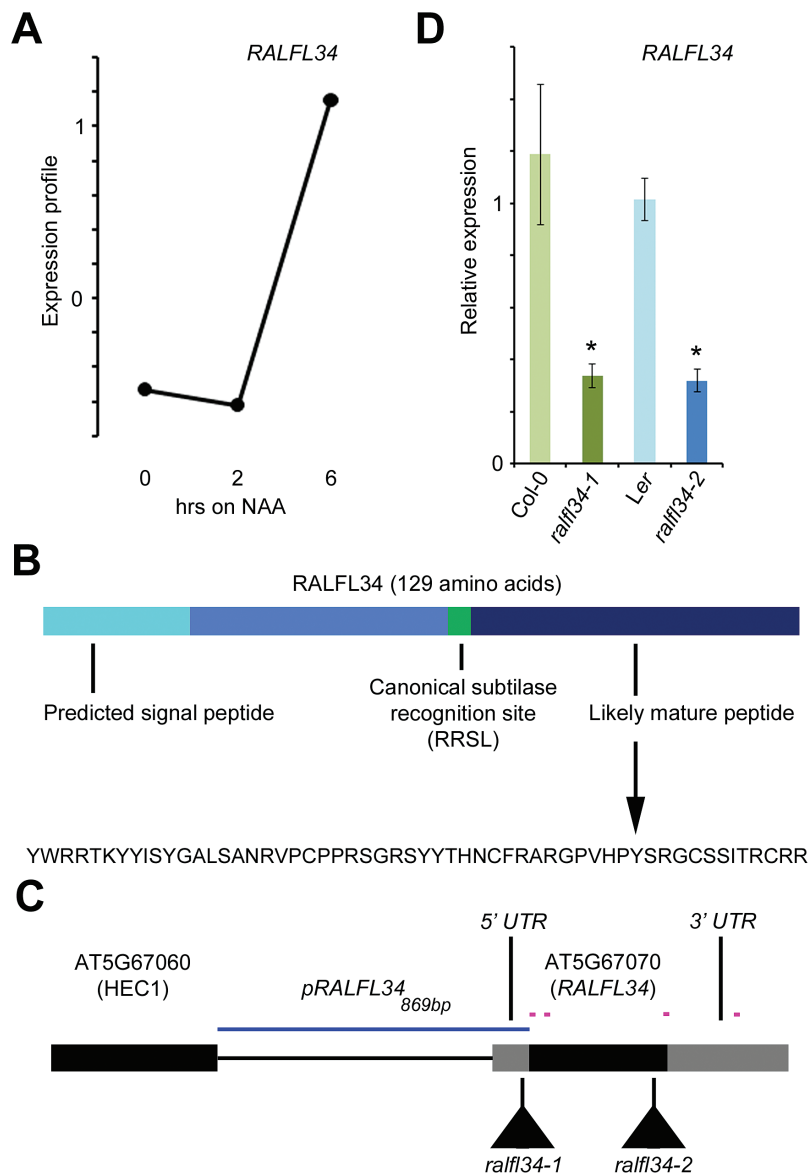 A
RALFL34
Expression profile
1
0
0 2 6
hrs on NAA
D
RALFL34
Relative expression
1
0
Col-0
ralfl34-1
Ler
ralfl34-2
*
*
B
RALFL34 (129 amino acids)
Predicted signal peptide
Canonical subtilase
recognition site
(RRSL)
Likely mature peptide
YWRRTKYYISYGALSANRVPCPPRSGRSYYTHNCFRARGPVHPYSRGCSSITRCRR
C
5’ UTR
3’ UTR
AT5G67060
(HEC1)
pRALFL34
869bp
AT5G67070
(RALFL34)
ralfl34-1
ralfl34-2